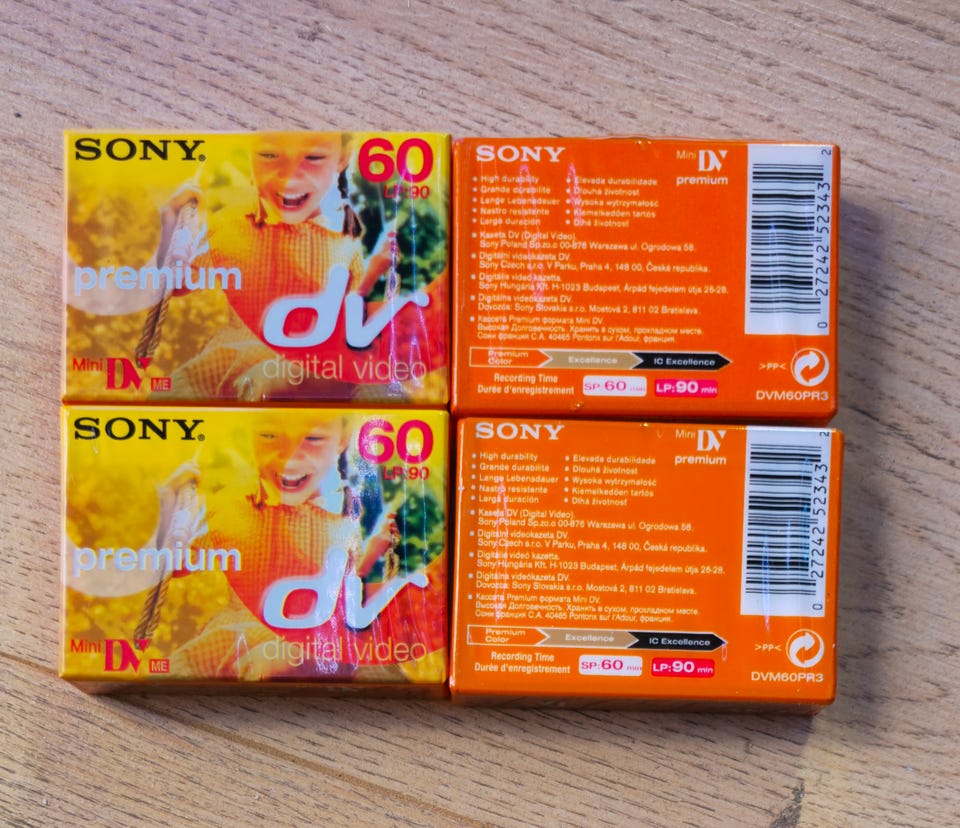 SONY®
60
LP:90
premium
dv
digital video
Mini DV ME
SONY
Mini DV
premium
High durability
Grande durabilité
Lange Lebensdauer
Nastro resistente
Larga duración
Elevada durabilidade
Dlouhá životnost
Wysoka wytrzymałość
Kiemelkedően tartós
Dlhá životnosť
Kaseta DV (Digital Video).
Sony Poland Sp.zo.o 00-876 Warszawa ul. Ogrodowa 58.
Digitální videokazeta DV.
Sony Czech s.r.o. V Parku, Praha 4, 148 00, Česká republika.
Digitális videó kazetta.
Sony Hungária Kft. H-1023 Budapest, Árpád fejedelem útja 26-28.
Digitálna videókazeta DV.
Dovozca: Sony Slovakia s.r.o. Mostová 2, 811 02 Bratislava.
Кассета Premium формата Mini DV
Высокая Долговечность. Хранить в сухом, прохладном месте.
Сони франция С.А. 40465 Pontonx sur l'Adour, франция.
Premium Color
Excellence
IC Excellence
Recording Time
Durée d'enregistrement
SP:60 min
LP:90 min
>PP<
DVM60PR3
0 27242 52343 2
SONY®
60
LP:90
premium
dv
digital video
Mini DV ME
SONY
Mini DV
premium
High durability
Grande durabilité
Lange Lebensdauer
Nastro resistente
Larga duración
Elevada durabilidade
Dlouhá životnost
Wysoka wytrzymałość
Kiemelkedően tartós
Dlhá životnosť
Kaseta DV (Digital Video).
Sony Poland Sp.zo.o 00-876 Warszawa ul. Ogrodowa 58.
Digitální videokazeta DV.
Sony Czech s.r.o. V Parku, Praha 4, 148 00, Česká republika.
Digitális videó kazetta.
Sony Hungária Kft. H-1023 Budapest, Árpád fejedelem útja 26-28.
Digitálna videókazeta DV.
Dovozca: Sony Slovakia s.r.o. Mostová 2, 811 02 Bratislava.
Кассета Premium формата Mini DV.
Высокая Долговечность. Хранить в сухом, прохладном месте.
Сони франция С.А. 40465 Pontonx sur l'Adour, франция.
Premium Color
Excellence
IC Excellence
Recording Time
Durée d'enregistrement
SP:60 min
LP:90 min
>PP<
DVM60PR3
0 27242 52343 2